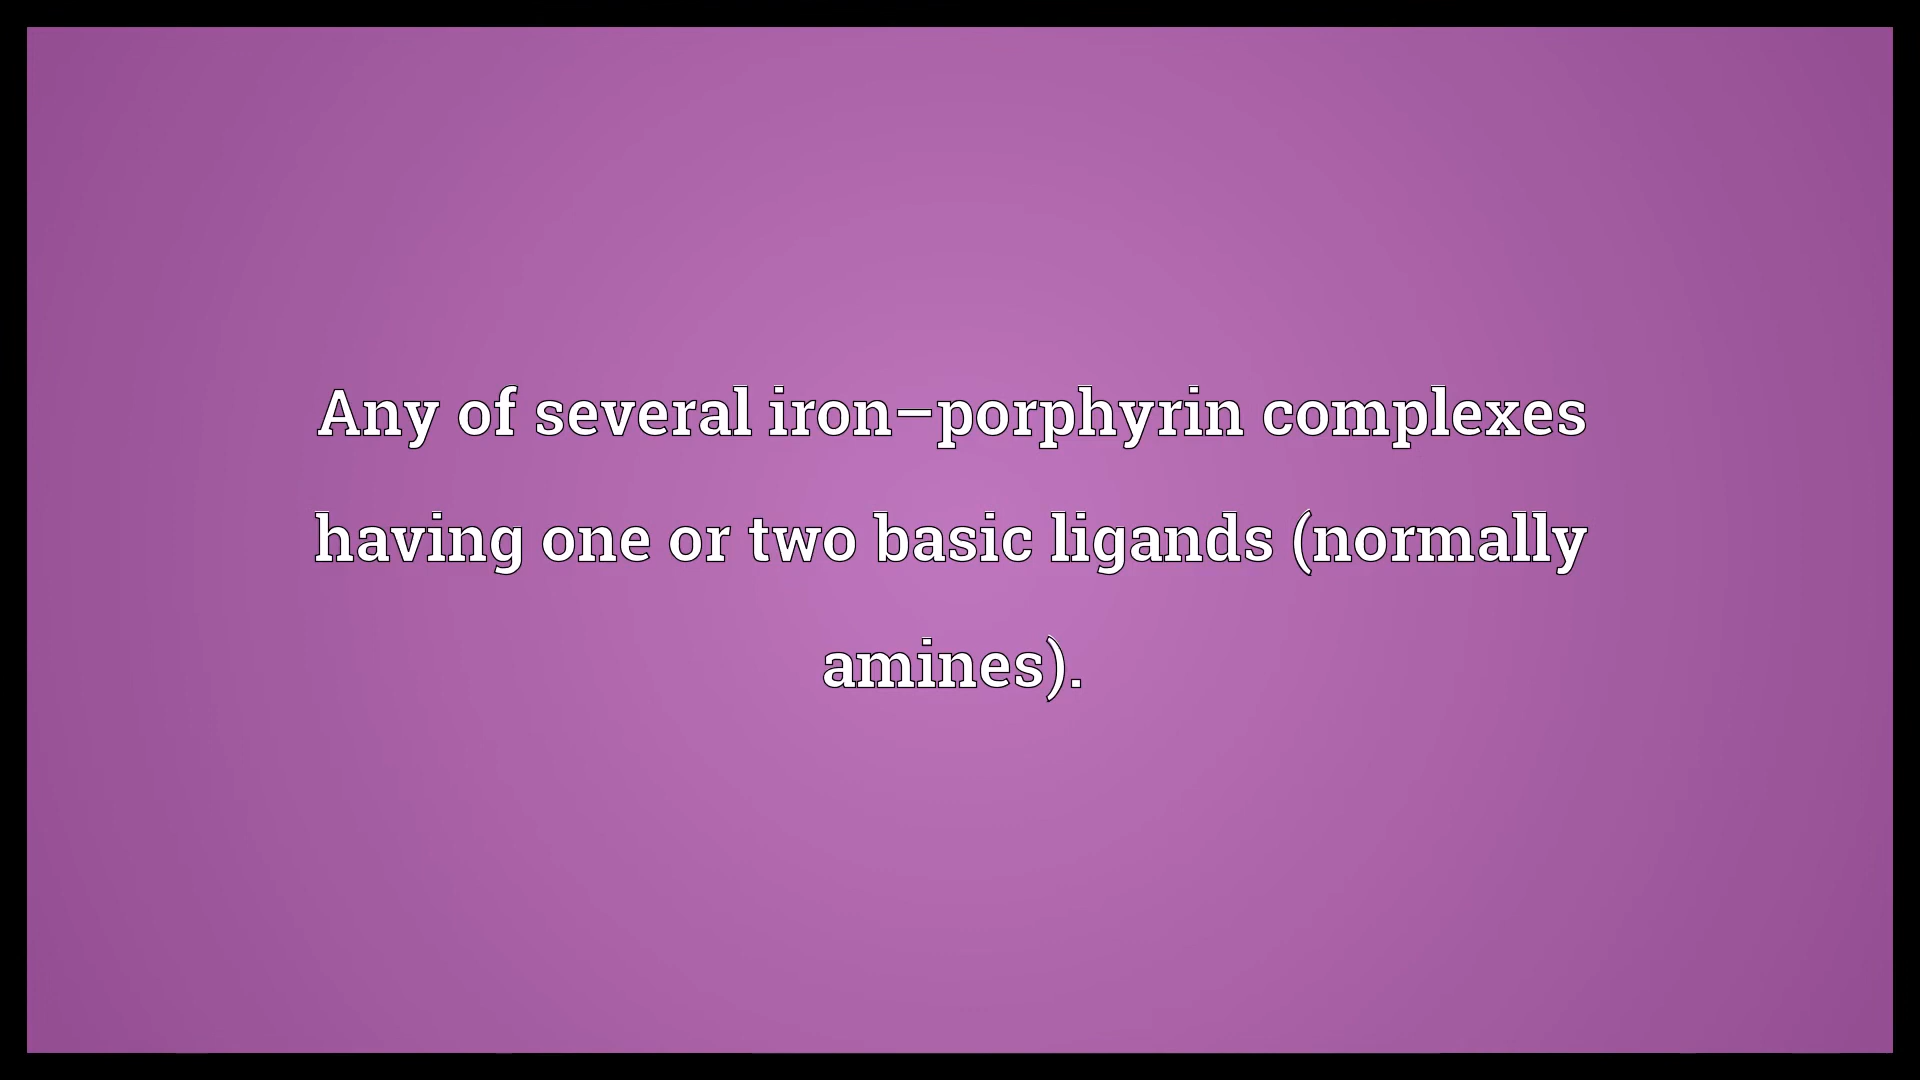 Any of several iron–porphyrin complexes
having one or two basic ligands (normally
amines).